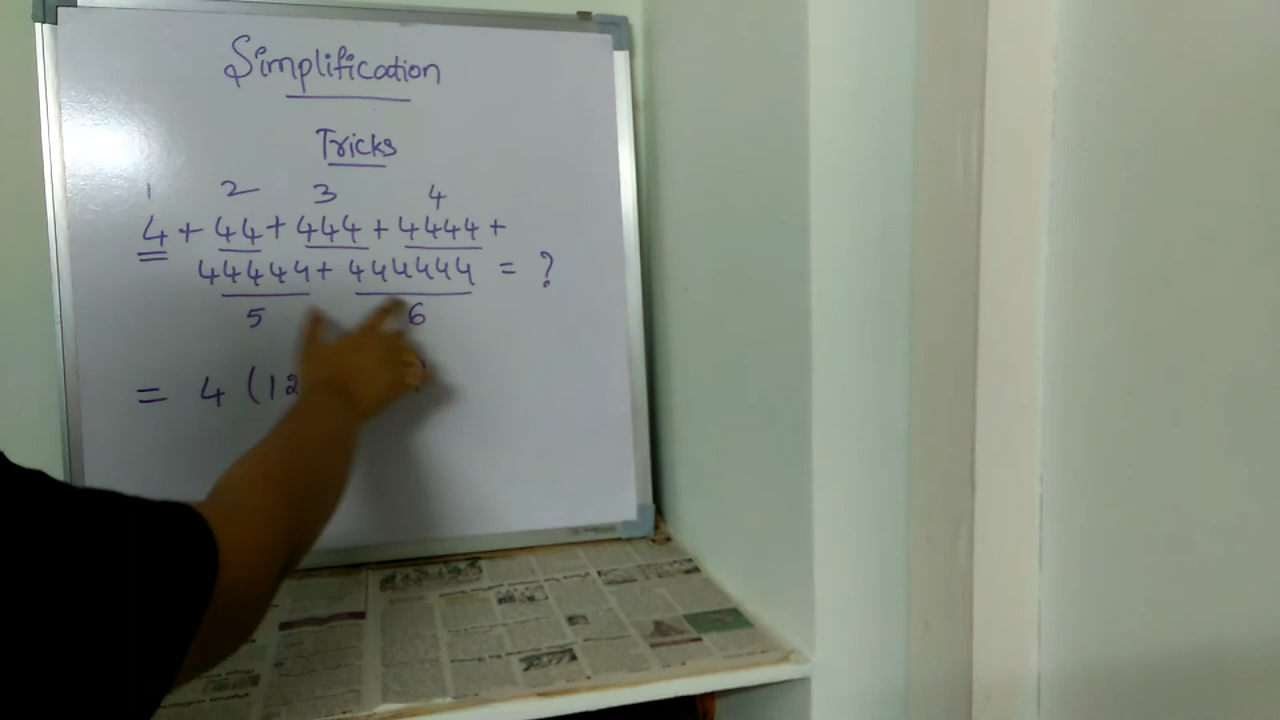 Simplification
Tricks
1 2 3 4
4 + 44 + 444 + 4444 +
44444 + 444444 = ?
5 6
= 4 (12 )